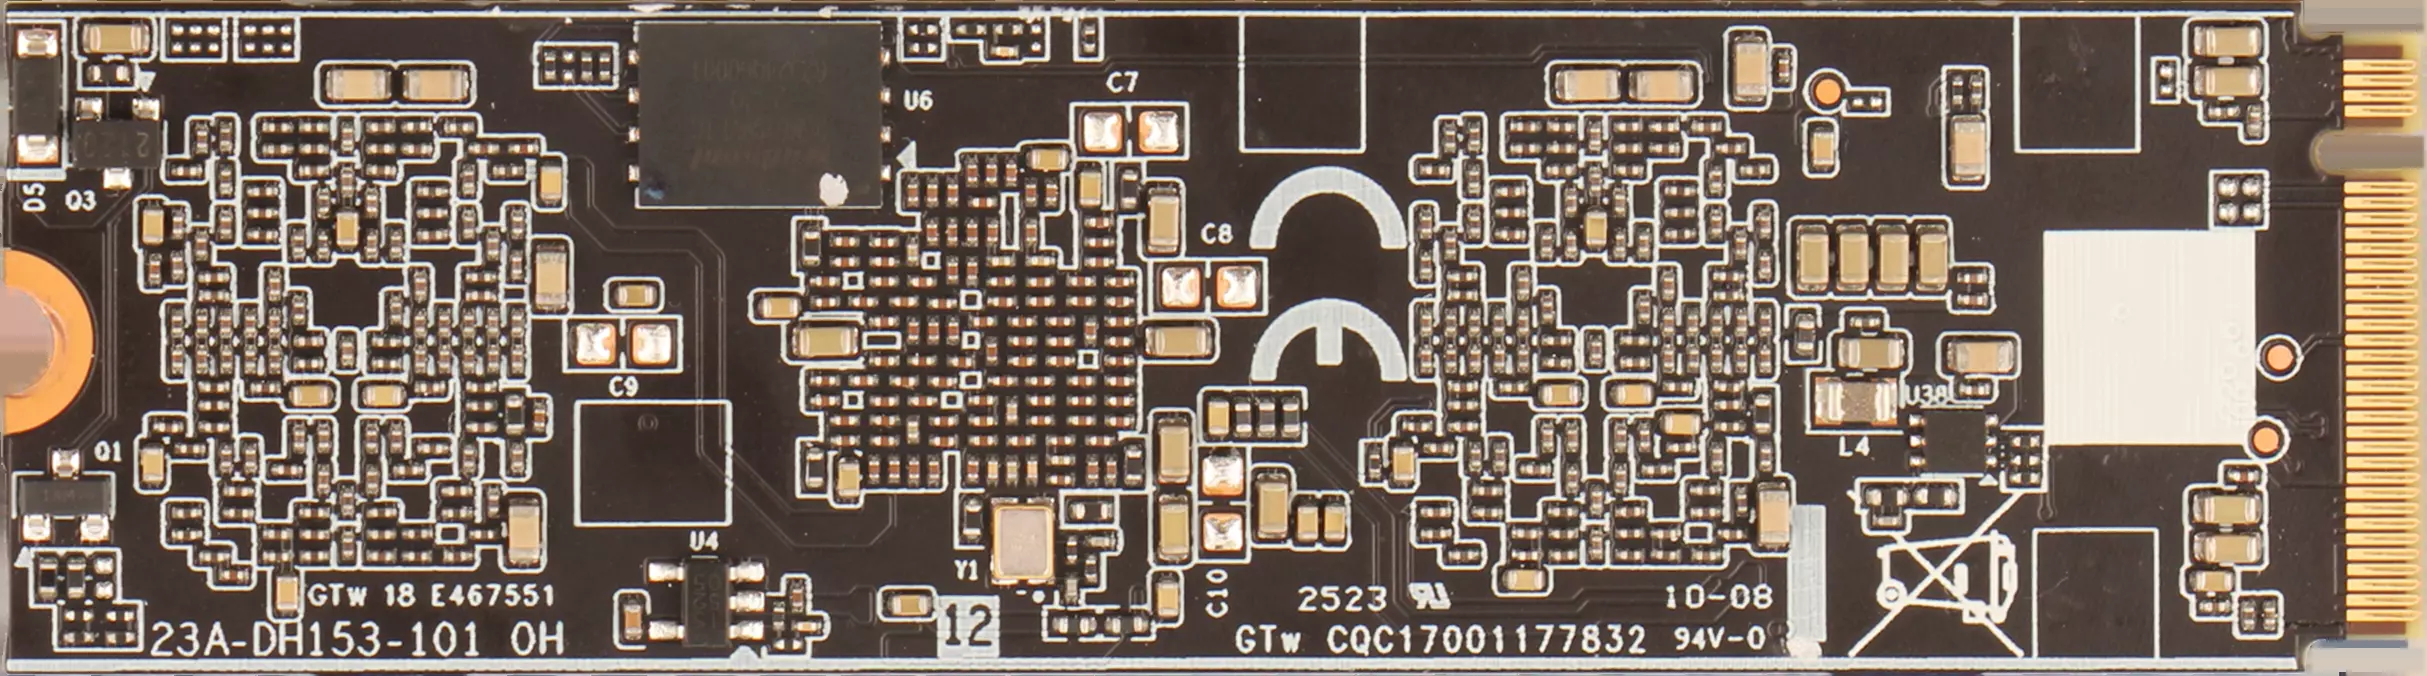 D5
Q3
2123
U6
C7
C8
C9
Q1
U38
L4
U4
Y1
C10
12
GTW 18 E467551
23A-DH153-101 OH
2523
10-08
GTW CQC17001177832 94V-0